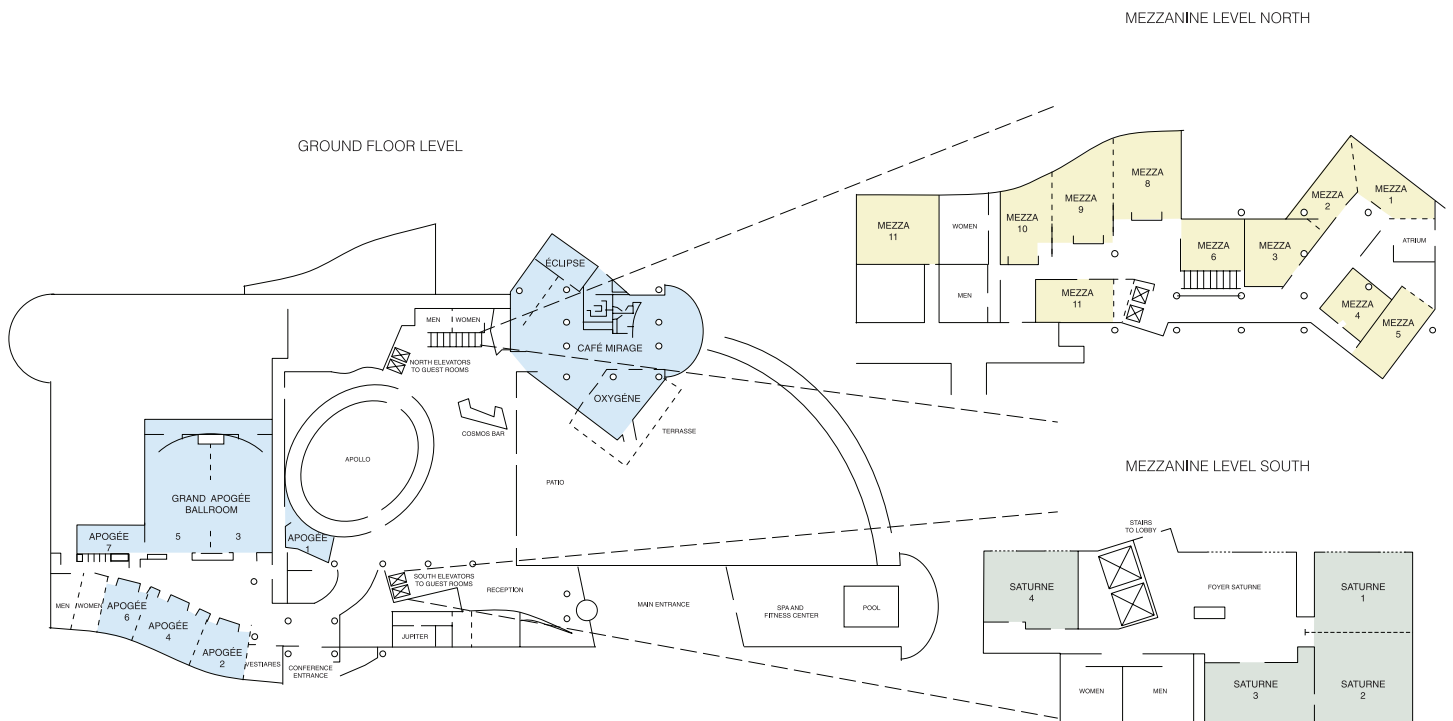 MEZZANINE LEVEL NORTH
GROUND FLOOR LEVEL
MEZZA
8
MEZZA
9
MEZZA
10
MEZZA
11
WOMEN
MEN
MEZZA
11
MEZZA
6
MEZZA
3
MEZZA
2
MEZZA
1
ATRIUM
MEZZA
4
MEZZA
5
ÉCLIPSE
CAFÉ MIRAGE
OXYGÉNE
TERRASSE
MEN
WOMEN
NORTH ELEVATORS
TO GUEST ROOMS
COSMOS BAR
APOLLO
PATIO
GRAND APOGÉE
BALLROOM
5
3
APOGÉE
7
APOGÉE
1
MEN
WOMEN
APOGÉE
6
APOGÉE
4
APOGÉE
2
VESTIARES
CONFERENCE
ENTRANCE
SOUTH ELEVATORS
TO GUEST ROOMS
RECEPTION
JUPITER
MAIN ENTRANCE
SPA AND
FITNESS CENTER
POOL
MEZZANINE LEVEL SOUTH
STAIRS
TO LOBBY
SATURNE
4
FOYER SATURNE
SATURNE
1
SATURNE
3
SATURNE
2
WOMEN
MEN